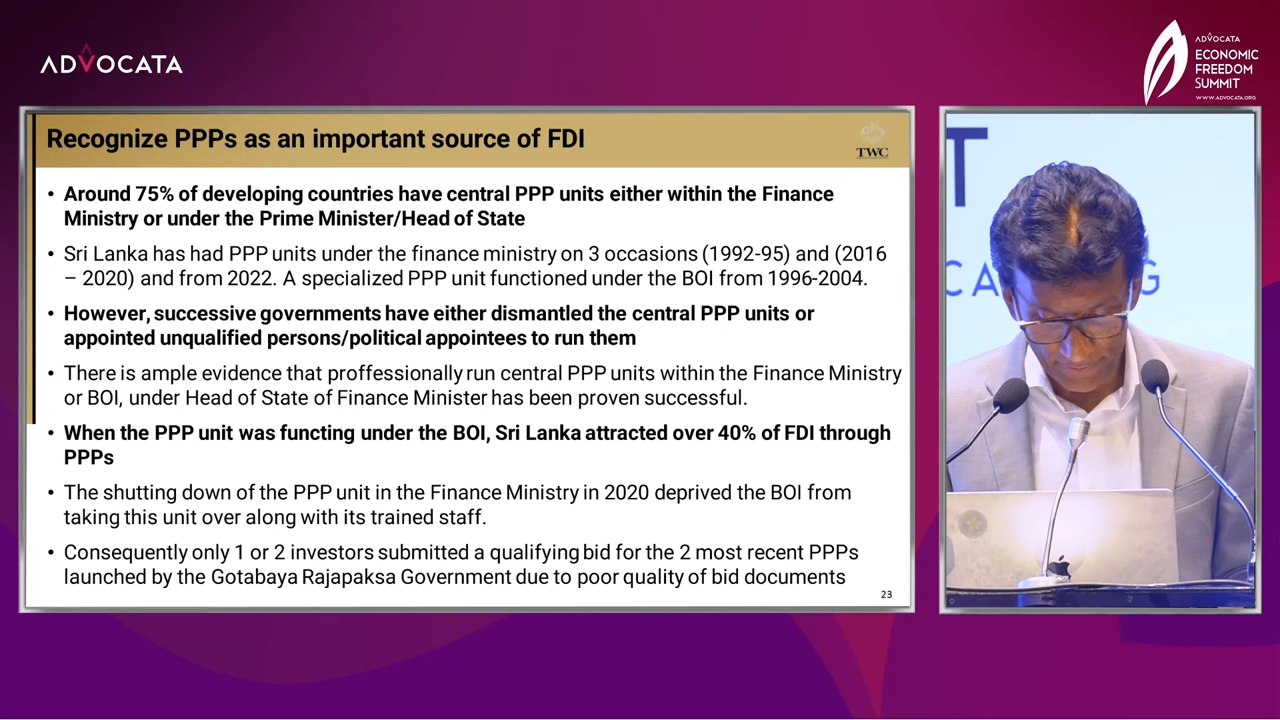 ADVOCATA
ADVOCATA
ECONOMIC
FREEDOM
SUMMIT
WWW.ADVOCATA.ORG
Recognize PPPs as an important source of FDI
TWC
• Around 75% of developing countries have central PPP units either within the Finance
Ministry or under the Prime Minister/Head of State
• Sri Lanka has had PPP units under the finance ministry on 3 occasions (1992-95) and (2016
– 2020) and from 2022. A specialized PPP unit functioned under the BOI from 1996-2004.
• However, successive governments have either dismantled the central PPP units or
appointed unqualified persons/political appointees to run them
• There is ample evidence that proffessionally run central PPP units within the Finance Ministry
or BOI, under Head of State of Finance Minister has been proven successful.
• When the PPP unit was functing under the BOI, Sri Lanka attracted over 40% of FDI through
PPPs
• The shutting down of the PPP unit in the Finance Ministry in 2020 deprived the BOI from
taking this unit over along with its trained staff.
• Consequently only 1 or 2 investors submitted a qualifying bid for the 2 most recent PPPs
launched by the Gotabaya Rajapaksa Government due to poor quality of bid documents
23
T
CA G